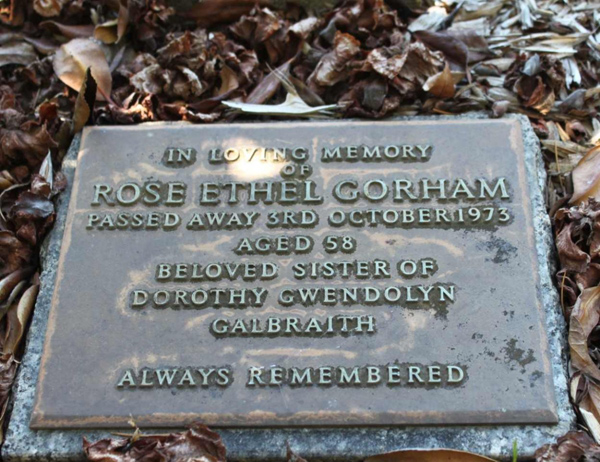 IN LOVING MEMORY
OF
ROSE ETHEL GORHAM
PASSED AWAY 3RD OCTOBER 1973
AGED 58
BELOVED SISTER OF
DOROTHY GWENDOLYN
GALBRAITH
ALWAYS REMEMBERED